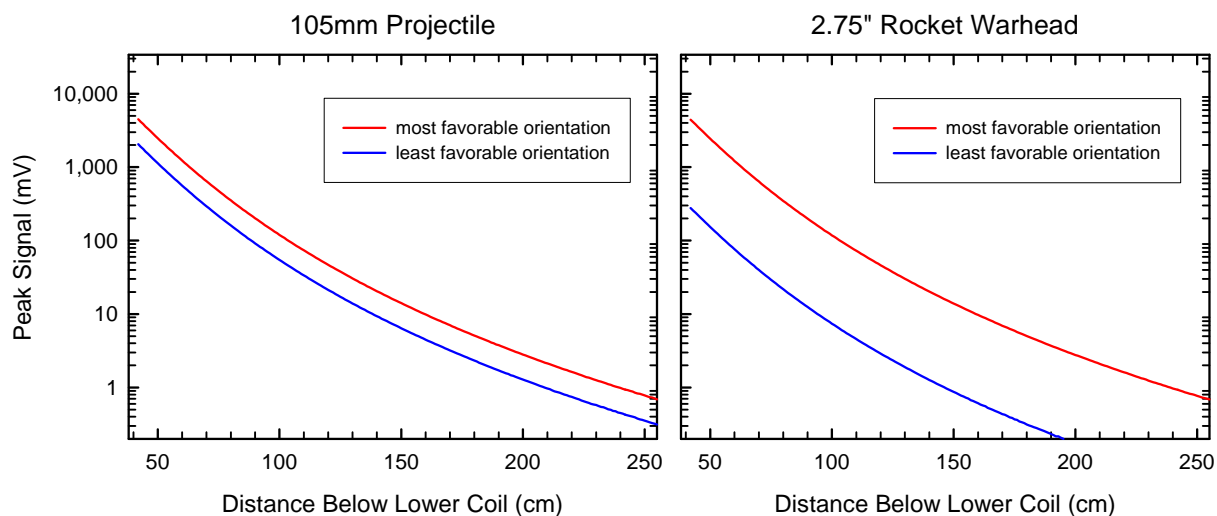 105mm Projectile
2.75" Rocket Warhead
Peak Signal (mV)
10,000
1,000
100
10
1
most favorable orientation
least favorable orientation
most favorable orientation
least favorable orientation
50 100 150 200 250
50 100 150 200 250
Distance Below Lower Coil (cm)
Distance Below Lower Coil (cm)